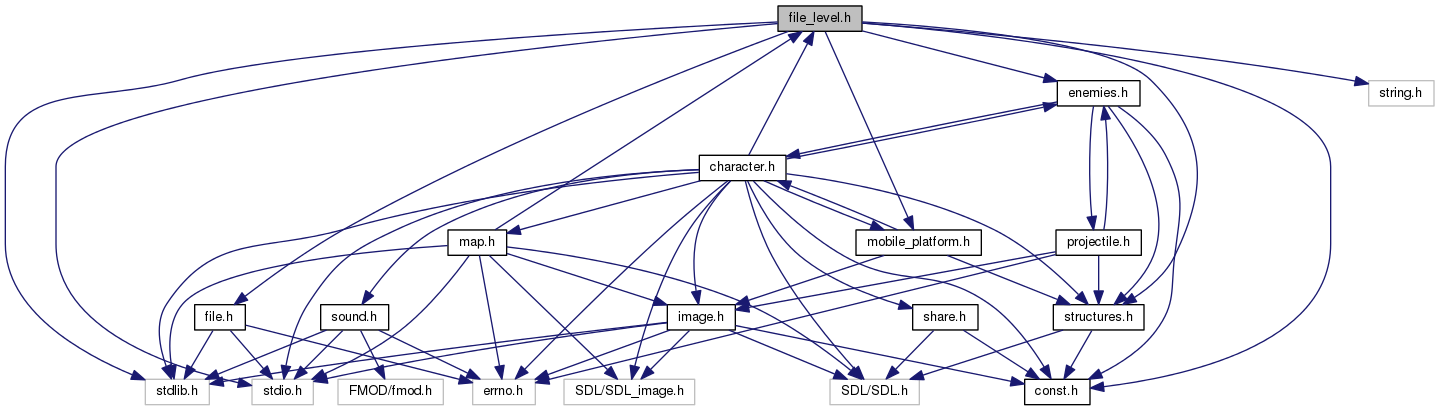 file_level.h
enemies.h
string.h
character.h
map.h
mobile_platform.h
projectile.h
file.h
sound.h
image.h
share.h
structures.h
stdlib.h
stdio.h
FMOD/fmod.h
errno.h
SDL/SDL_image.h
SDL/SDL.h
const.h